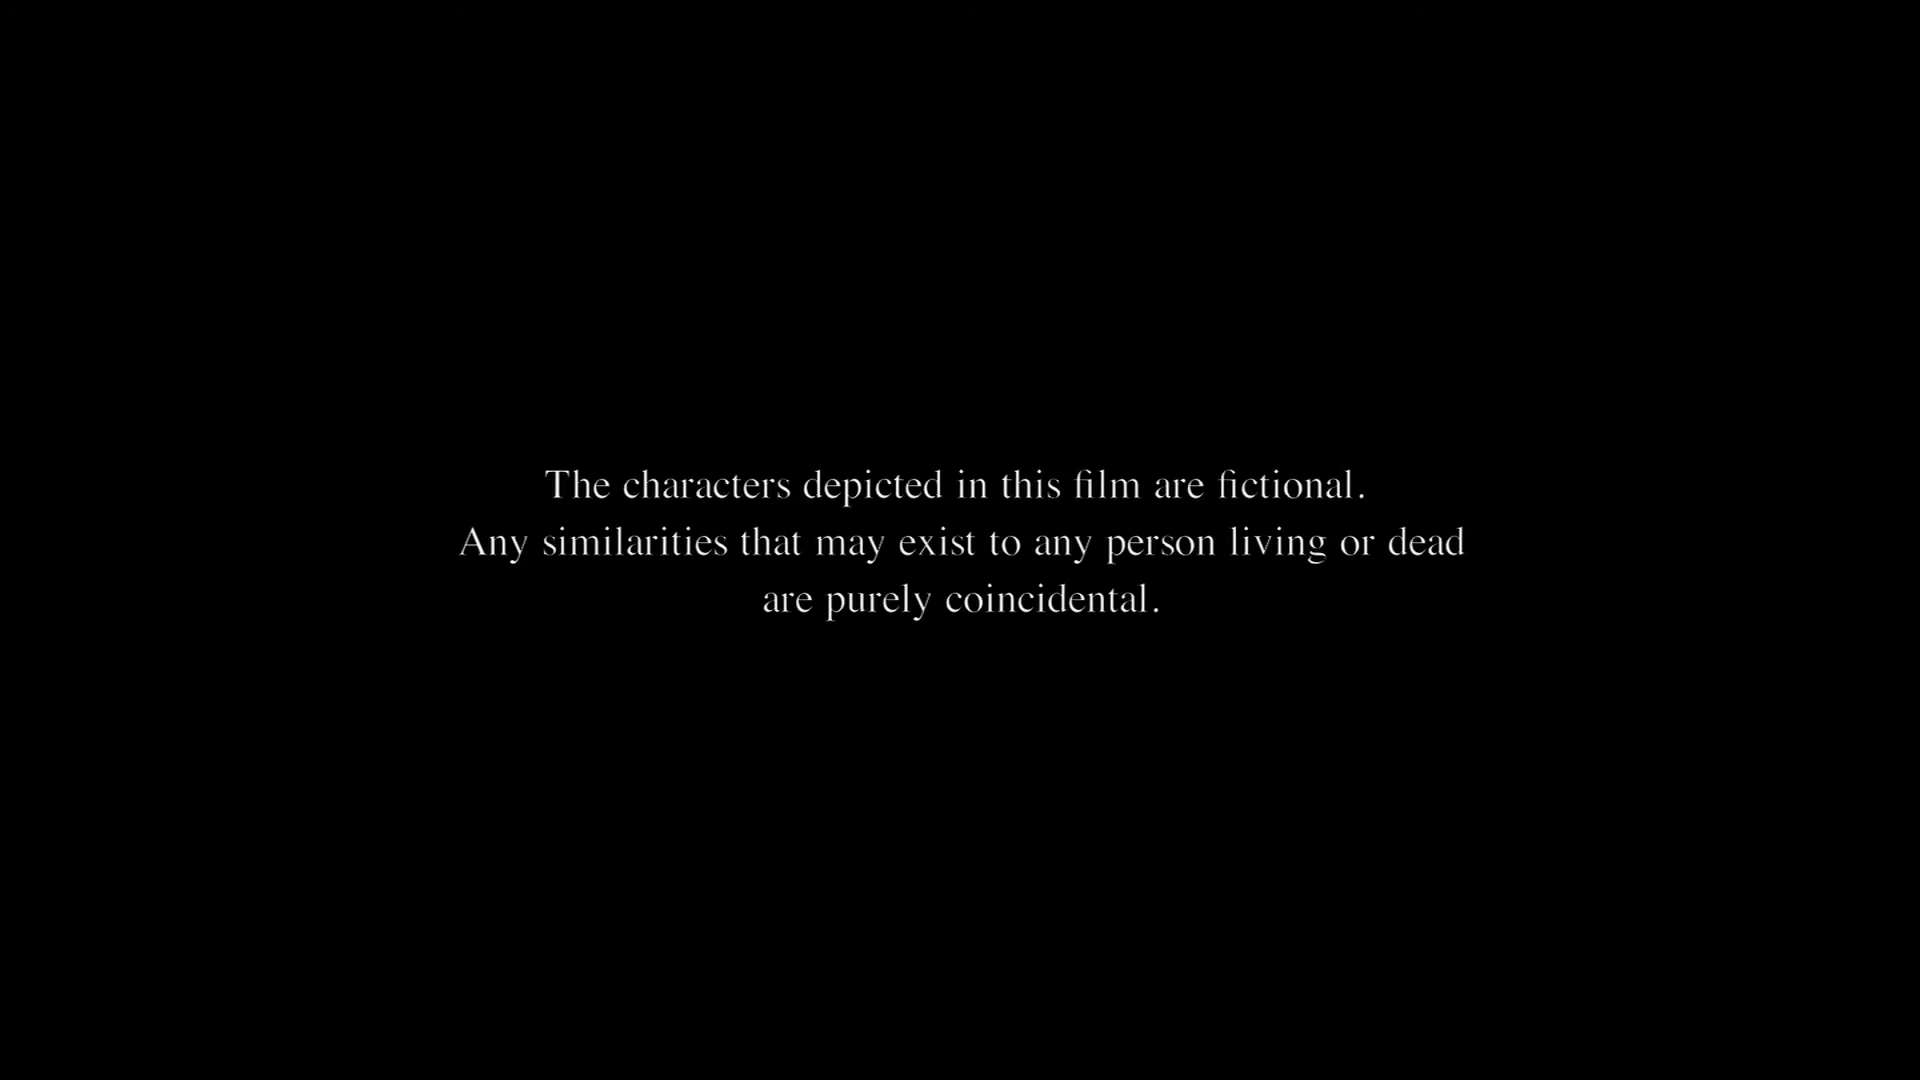 The characters depicted in this film are fictional.
Any similarities that may exist to any person living or dead
are purely coincidental.